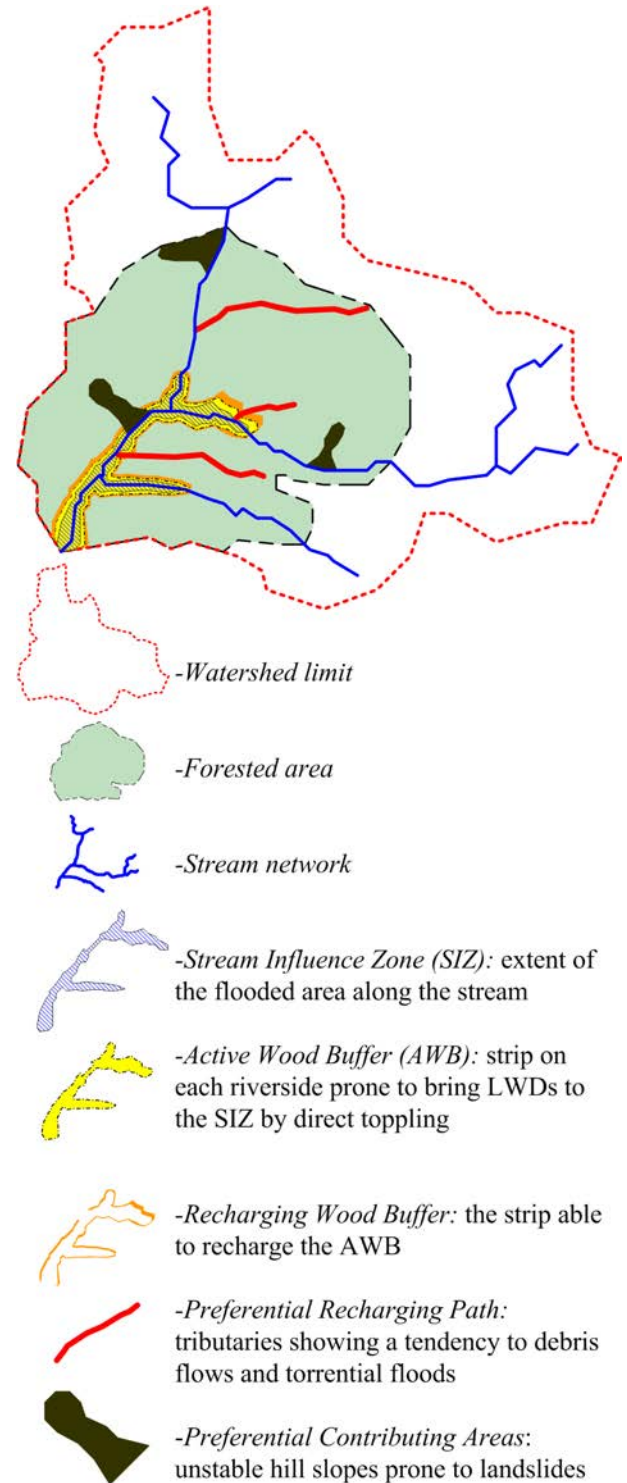 -Watershed limit
-Forested area
-Stream network
-Stream Influence Zone (SIZ): extent of
the flooded area along the stream
-Active Wood Buffer (AWB): strip on
each riverside prone to bring LWDs to
the SIZ by direct toppling
-Recharging Wood Buffer: the strip able
to recharge the AWB
-Preferential Recharging Path:
tributaries showing a tendency to debris
flows and torrential floods
-Preferential Contributing Areas:
unstable hill slopes prone to landslides